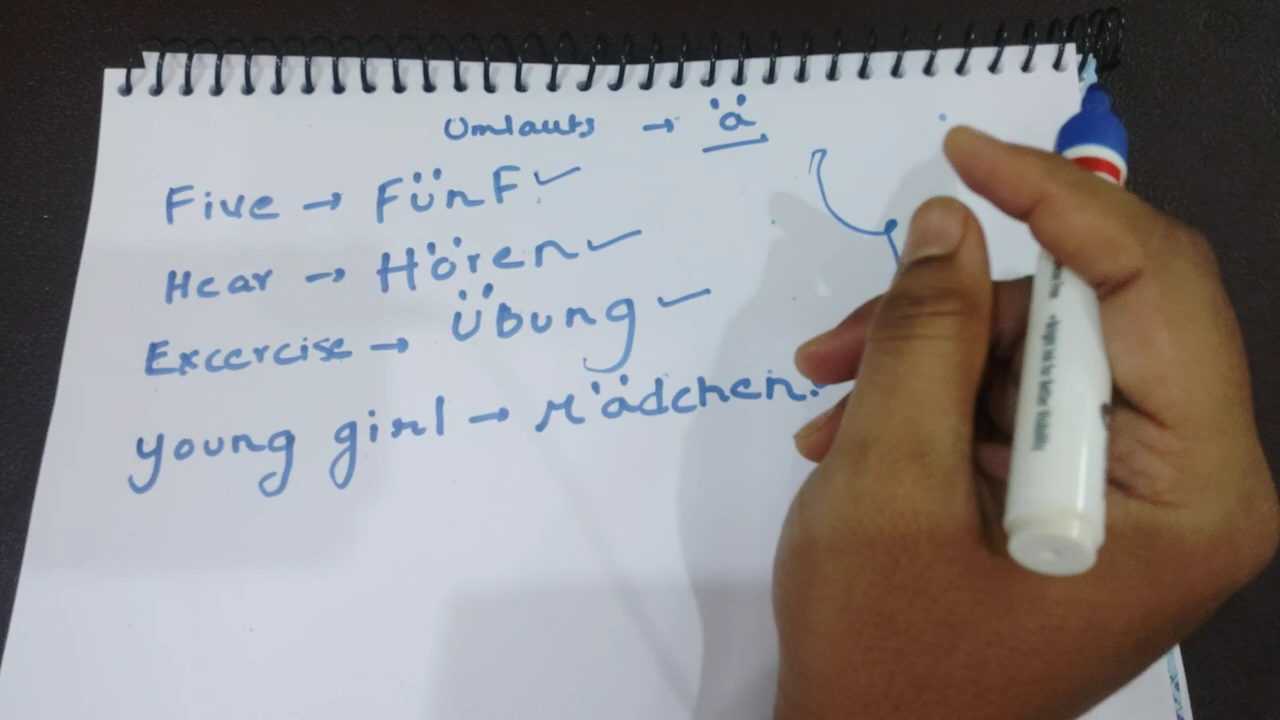 Umlauts → ä
Five → FünF ✓
Hear → Hören ✓
Excercise → Übung ✓
young girl → Mädchen.